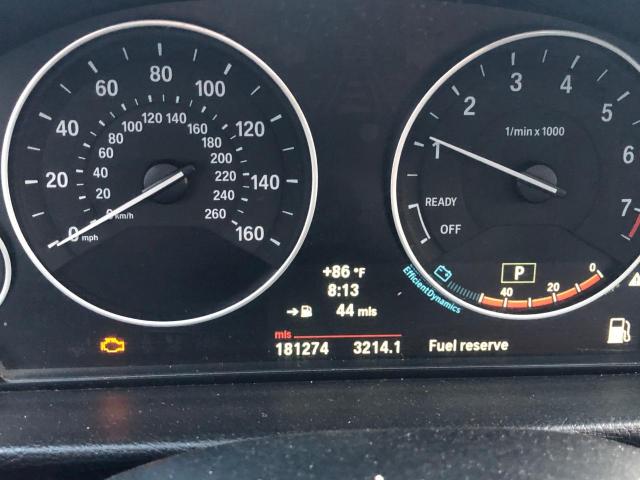 0 20 40 60 80 100 120 140 160
mph
0 20 40 60 80 100 120 140 160 180 200 220 240 260
km/h
1 2 3 4 5 6 7
1/min x 1000
READY
OFF
EfficientDynamics
P
40 20 0
+86 °F
8:13
44 mls
mls
181274 3214.1 Fuel reserve